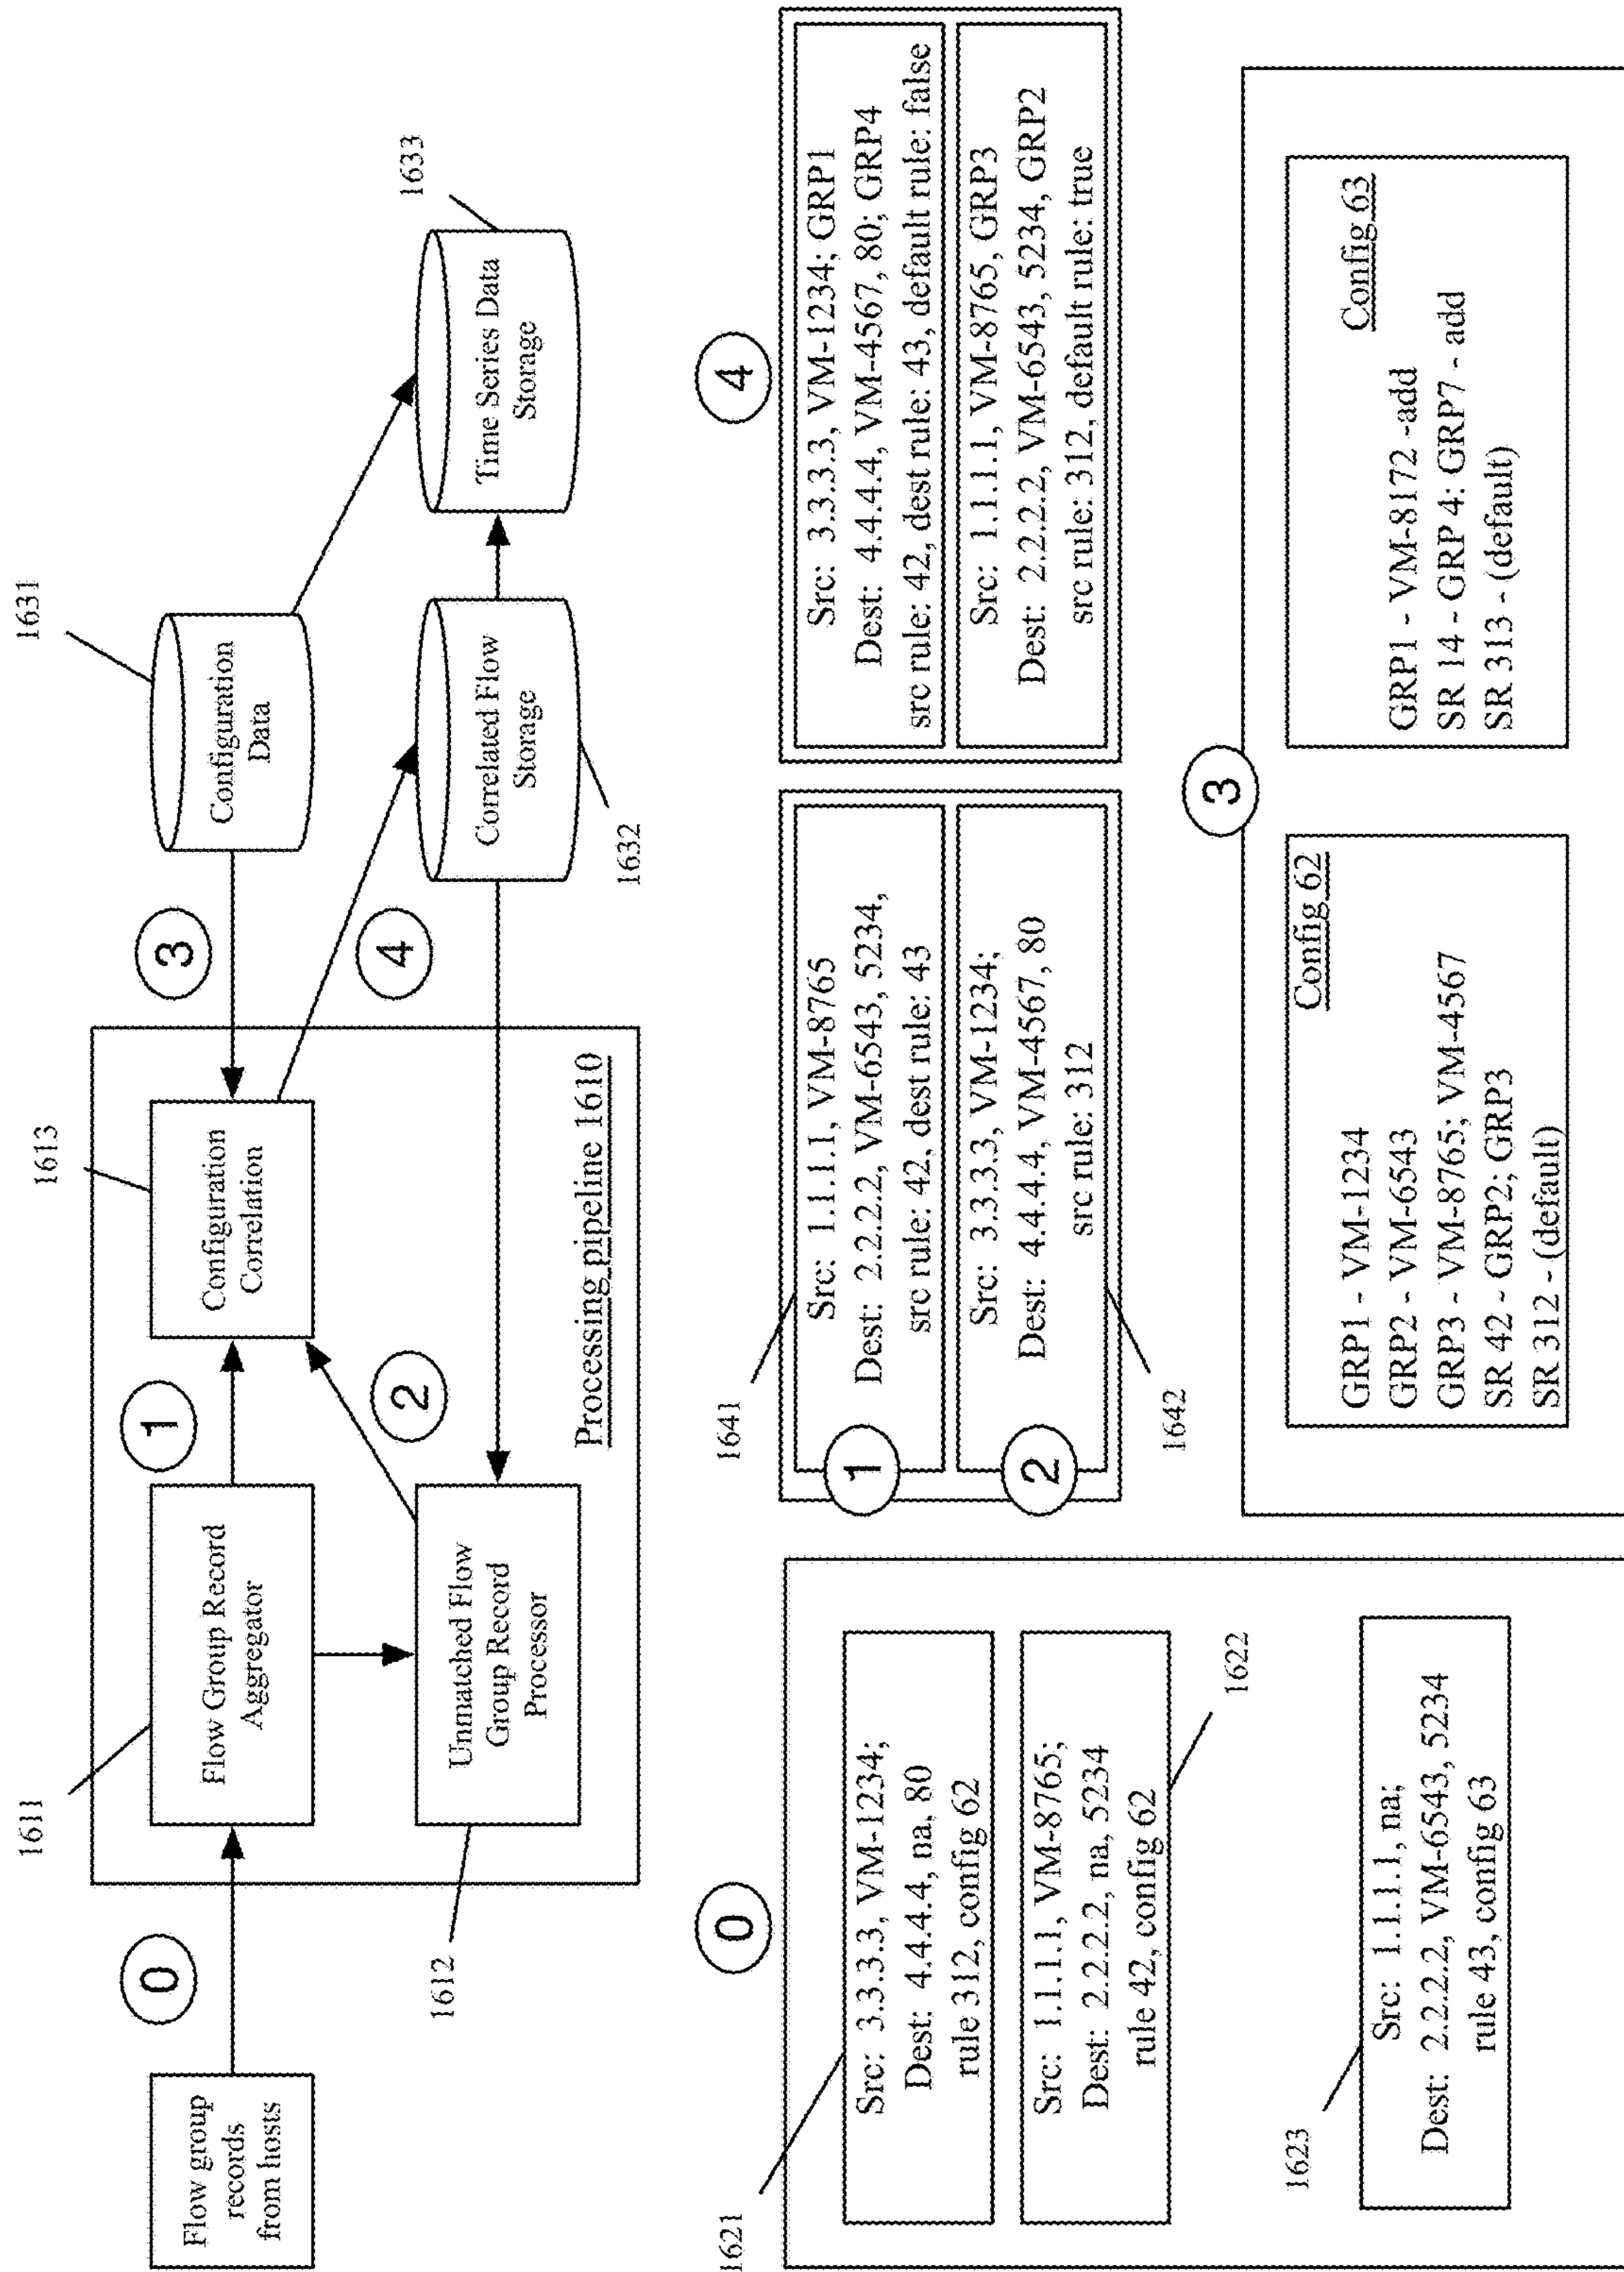 1611
1613
1631
0
Flow group
records
from hosts
Flow Group Record
Aggregator
1
Configuration
Correlation
3
Configuration
Data
1633
Unmatched Flow
Group Record
Processor
2
4
Correlated Flow
Storage
Time Series Data
Storage
1612
Processing pipeline 1610
1632
0
1621
Src: 3.3.3.3, VM-1234;
Dest: 4.4.4.4, na, 80
rule 312, config 62
Src: 1.1.1.1, VM-8765;
Dest: 2.2.2.2, na, 5234
rule 42, config 62
1622
1623
Src: 1.1.1.1, na;
Dest: 2.2.2.2, VM-6543, 5234
rule 43, config 63
1641
1
Src: 1.1.1.1, VM-8765
Dest: 2.2.2.2, VM-6543, 5234,
src rule: 42, dest rule: 43
2
Src: 3.3.3.3, VM-1234;
Dest: 4.4.4.4, VM-4567, 80
src rule: 312
1642
4
Src: 3.3.3.3, VM-1234; GRP1
Dest: 4.4.4.4, VM-4567, 80; GRP4
src rule: 42, dest rule: 43, default rule: false
Src: 1.1.1.1, VM-8765, GRP3
Dest: 2.2.2.2, VM-6543, 5234, GRP2
src rule: 312, default rule: true
3
Config 62
GRP1 - VM-1234
GRP2 - VM-6543
GRP3 - VM-8765; VM-4567
SR 42 - GRP2; GRP3
SR 312 - (default)
Config 63
GRP1 - VM-8172 -add
SR 14 - GRP 4: GRP7 - add
SR 313 - (default)